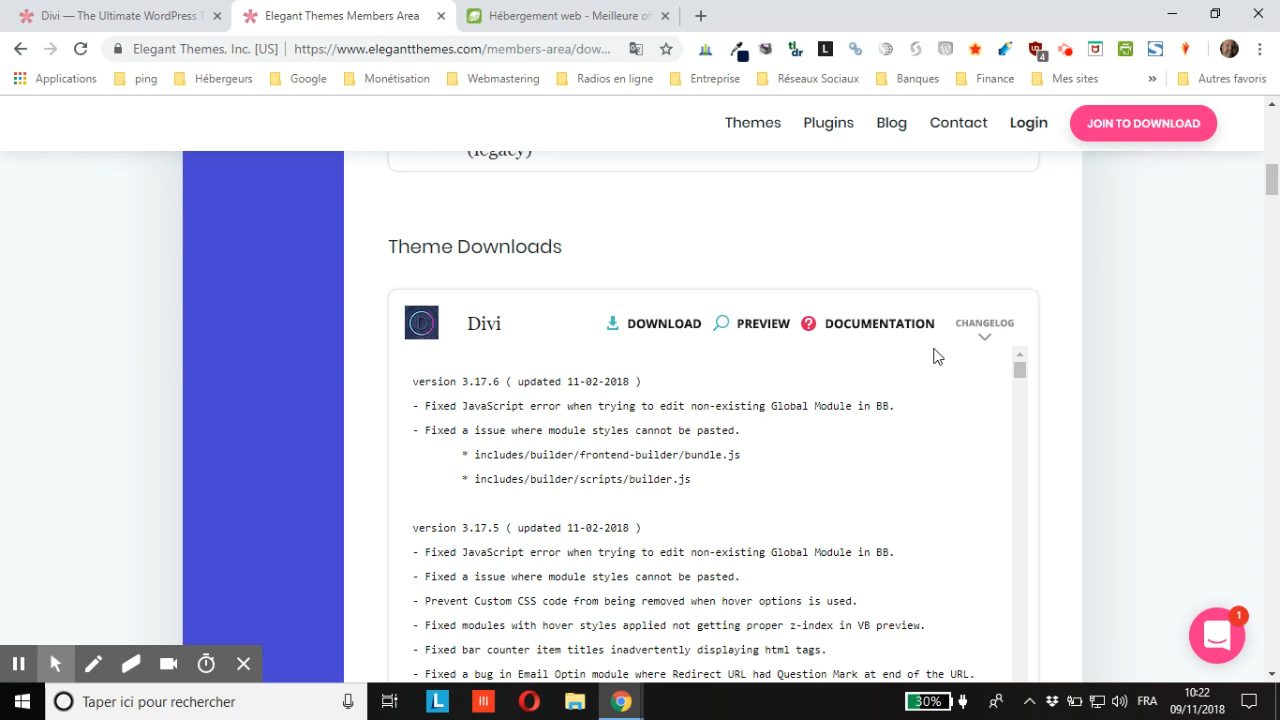 Divi — The Ultimate WordPress T
Elegant Themes Members Area
Hébergement web - Meilleure of
Elegant Themes, Inc. [US] | https://www.elegantthemes.com/members-area/dow...
Applications ping Hébergeurs Google Monétisation Webmastering Radios en ligne Entreprise Réseaux Sociaux Banques Finance Mes sites » Autres favoris
Themes Plugins Blog Contact Login JOIN TO DOWNLOAD
(legacy)
Theme Downloads
Divi DOWNLOAD PREVIEW DOCUMENTATION CHANGELOG
version 3.17.6 ( updated 11-02-2018 )
- Fixed JavaScript error when trying to edit non-existing Global Module in BB.
- Fixed a issue where module styles cannot be pasted.
* includes/builder/frontend-builder/bundle.js
* includes/builder/scripts/builder.js
version 3.17.5 ( updated 11-02-2018 )
- Fixed JavaScript error when trying to edit non-existing Global Module in BB.
- Fixed a issue where module styles cannot be pasted.
- Prevent Custom CSS code from being removed when hover options is used.
- Fixed modules with hover styles applied not getting proper z-index in VB preview.
- Fixed bar counter item titles inadvertently displaying html tags.
- Fixed a bug in Email Optin module where Redirect URL had Question Mark at end of the URL.
1
Taper ici pour rechercher
30%
FRA
10:22
09/11/2018